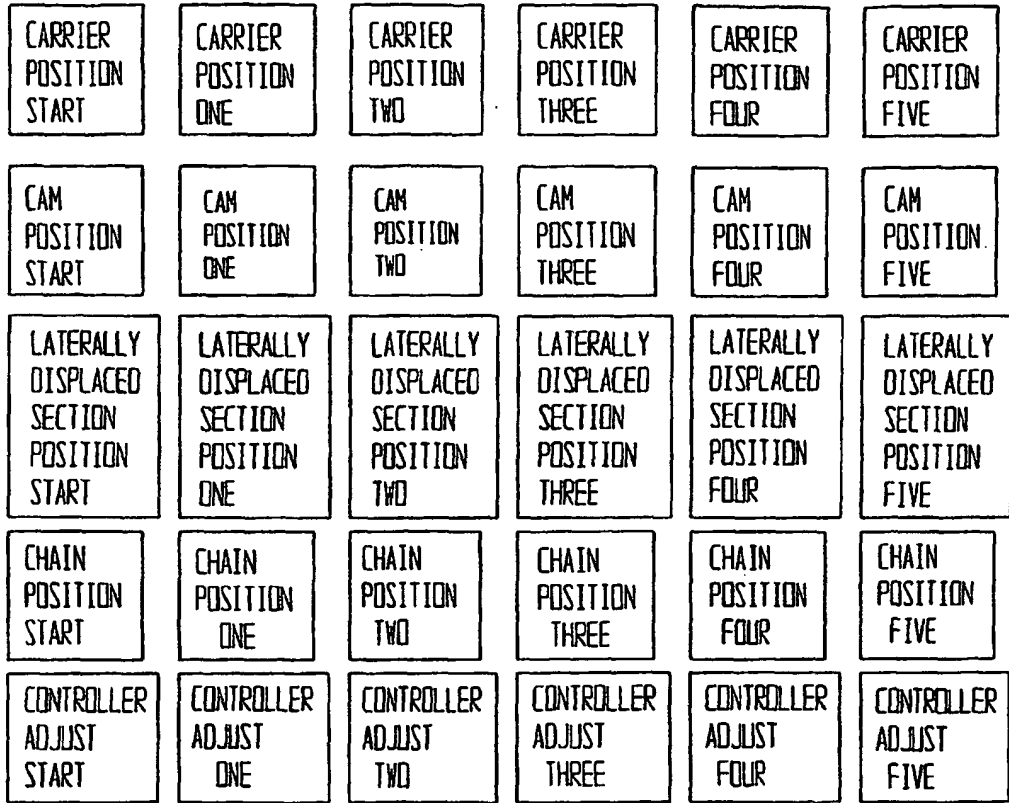 CARRIER
POSITION
START
CARRIER
POSITION
ONE
CARRIER
POSITION
TWO
CARRIER
POSITION
THREE
CARRIER
POSITION
FOUR
CARRIER
POSITION
FIVE
CAM
POSITION
START
CAM
POSITION
ONE
CAM
POSITION
TWO
CAM
POSITION
THREE
CAM
POSITION
FOUR
CAM
POSITION
FIVE
LATERALLY
DISPLACED
SECTION
POSITION
START
LATERALLY
DISPLACED
SECTION
POSITION
ONE
LATERALLY
DISPLACED
SECTION
POSITION
TWO
LATERALLY
DISPLACED
SECTION
POSITION
THREE
LATERALLY
DISPLACED
SECTION
POSITION
FOUR
LATERALLY
DISPLACED
SECTION
POSITION
FIVE
CHAIN
POSITION
START
CHAIN
POSITION
ONE
CHAIN
POSITION
TWO
CHAIN
POSITION
THREE
CHAIN
POSITION
FOUR
CHAIN
POSITION
FIVE
CONTROLLER
ADJUST
START
CONTROLLER
ADJUST
ONE
CONTROLLER
ADJUST
TWO
CONTROLLER
ADJUST
THREE
CONTROLLER
ADJUST
FOUR
CONTROLLER
ADJUST
FIVE